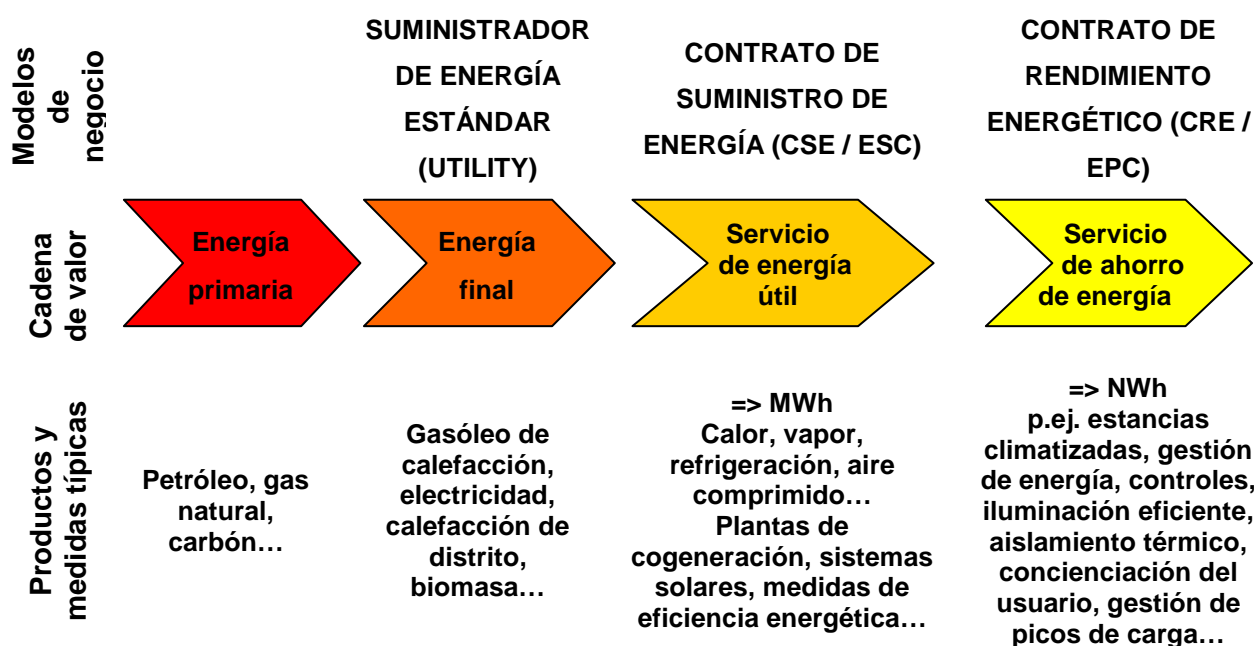 Modelos
de
negocio
SUMINISTRADOR
DE ENERGÍA
ESTÁNDAR
(UTILITY)
CONTRATO DE
SUMINISTRO DE
ENERGÍA (CSE / ESC)
CONTRATO DE
RENDIMIENTO
ENERGÉTICO (CRE /
EPC)
Cadena
de valor
Energía
primaria
Energía
final
Servicio
de energía
útil
Servicio
de ahorro
de energía
Productos y
medidas típicas
Petróleo, gas
natural,
carbón…
Gasóleo de
calefacción,
electricidad,
calefacción de
distrito,
biomasa…
=> MWh
Calor, vapor,
refrigeración, aire
comprimido…
Plantas de
cogeneración, sistemas
solares, medidas de
eficiencia energética…
=> NWh
p.ej. estancias
climatizadas, gestión
de energía, controles,
iluminación eficiente,
aislamiento térmico,
concienciación del
usuario, gestión de
picos de carga…